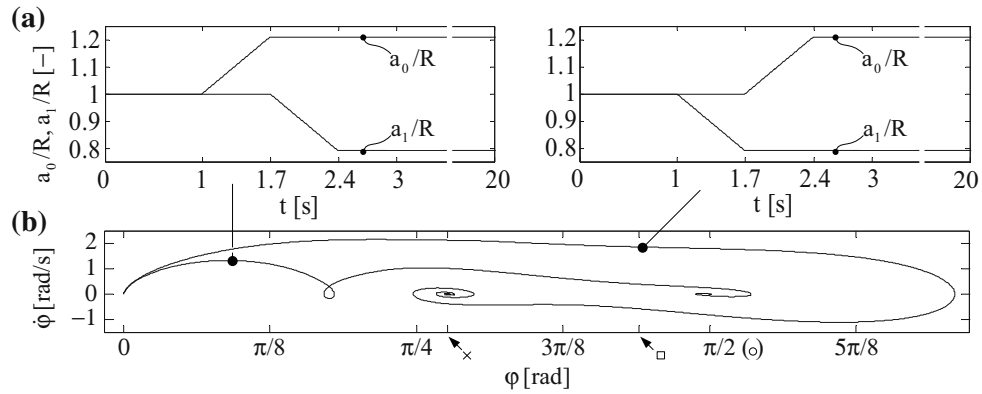 (a)
a₀/R, a₁/R [−]
1.2
1.1
1
0.9
0.8
a₀/R
a₁/R
0 1 1.7 2.4 3 20
t [s]
1.2
1.1
1
0.9
0.8
a₀/R
a₁/R
0 1 1.7 2.4 3 20
t [s]
(b)
φ̇ [rad/s]
2
1
0
−1
0 π/8 π/4 × 3π/8 □ π/2 (○) 5π/8
φ [rad]